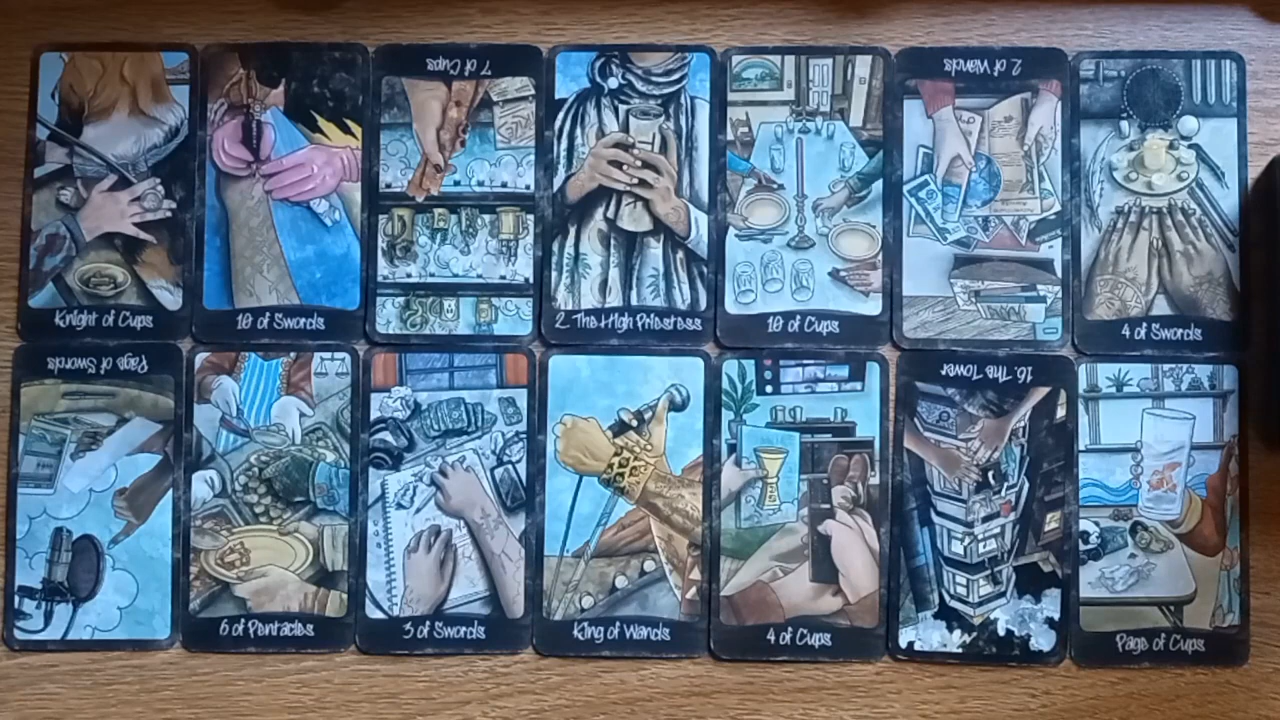 Knight of Cups
10 of Swords
7 of Cups
2. The High Priestess
10 of Cups
2 of Wands
4 of Swords
Page of Swords
6 of Pentacles
3 of Swords
King of Wands
4 of Cups
16. The Tower
Page of Cups